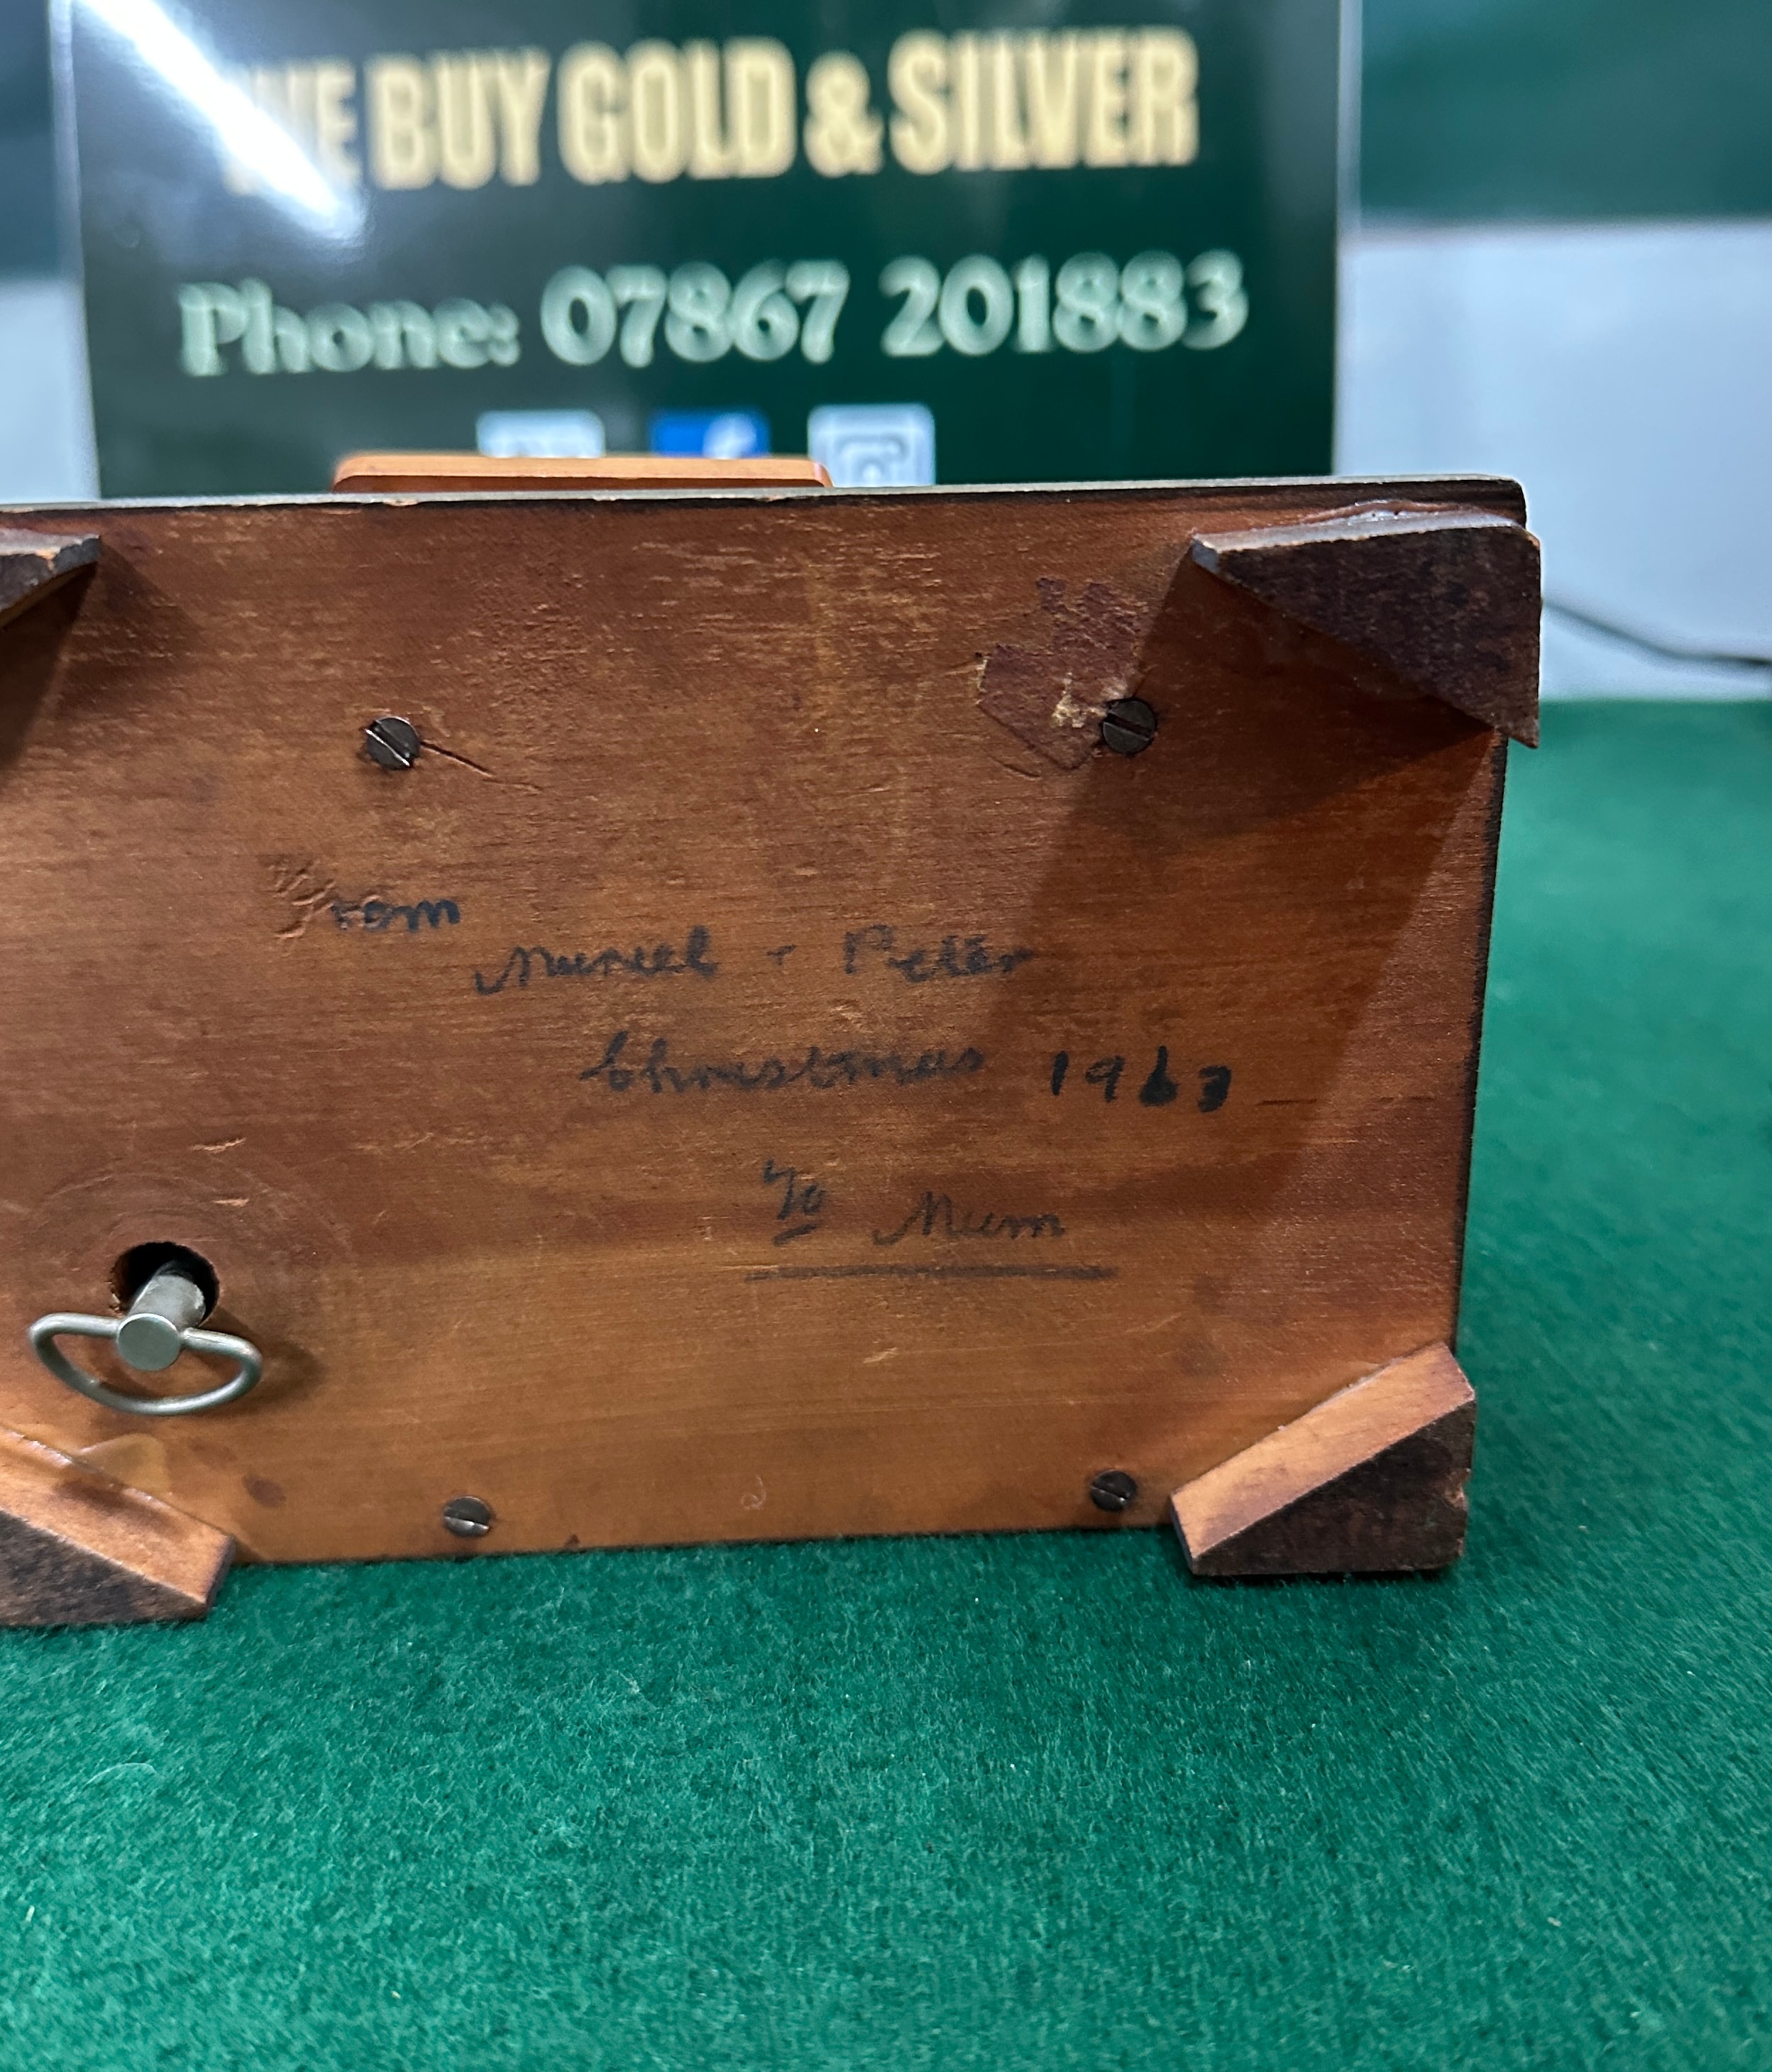 WE BUY GOLD & SILVER
Phone: 07867 201883
From
Muriel + Peter
Christmas 1963
To Mum